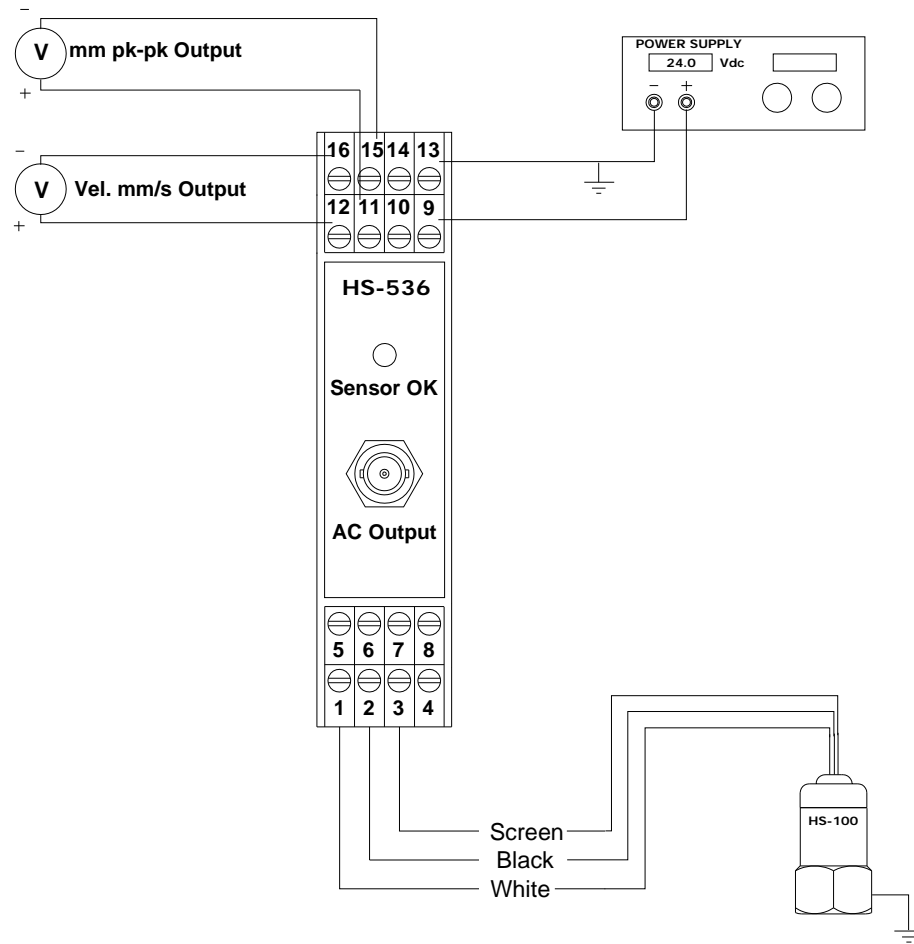 −
V mm pk-pk Output
+
POWER SUPPLY
24.0 Vdc
− +
16 15 14 13
−
V Vel. mm/s Output
+
12 11 10 9
HS-536
Sensor OK
AC Output
5 6 7 8
1 2 3 4
Screen
Black
White
HS-100